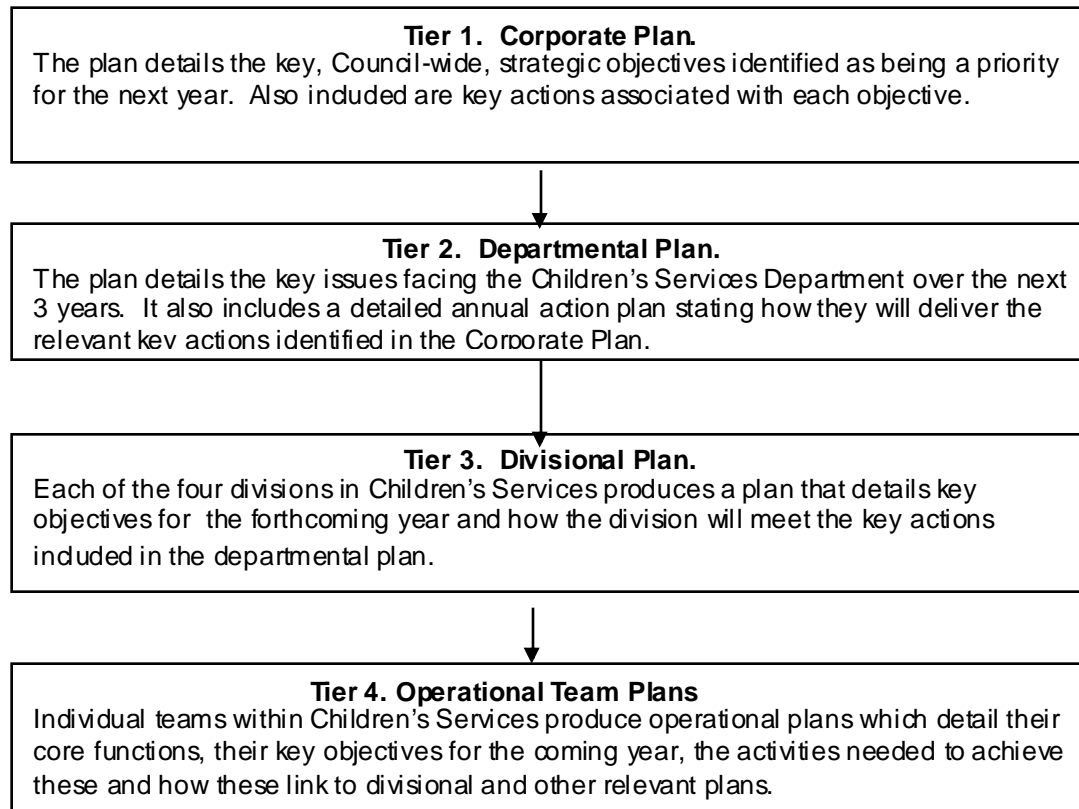 Tier 1. Corporate Plan.
The plan details the key, Council-wide, strategic objectives identified as being a priority
for the next year. Also included are key actions associated with each objective.
Tier 2. Departmental Plan.
The plan details the key issues facing the Children's Services Department over the next
3 years. It also includes a detailed annual action plan stating how they will deliver the
relevant key actions identified in the Corporate Plan.
Tier 3. Divisional Plan.
Each of the four divisions in Children's Services produces a plan that details key
objectives for the forthcoming year and how the division will meet the key actions
included in the departmental plan.
Tier 4. Operational Team Plans
Individual teams within Children's Services produce operational plans which detail their
core functions, their key objectives for the coming year, the activities needed to achieve
these and how these link to divisional and other relevant plans.